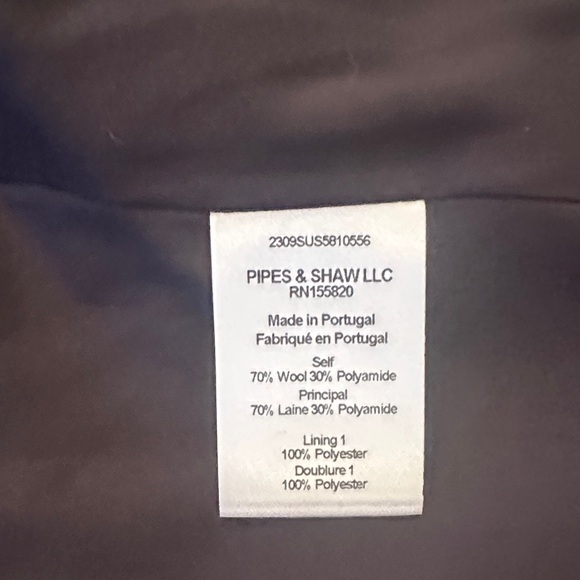 2309SUS5810556
PIPES & SHAW LLC
RN155820
Made in Portugal
Fabriqué en Portugal
Self
70% Wool 30% Polyamide
Principal
70% Laine 30% Polyamide
Lining 1
100% Polyester
Doublure 1
100% Polyester